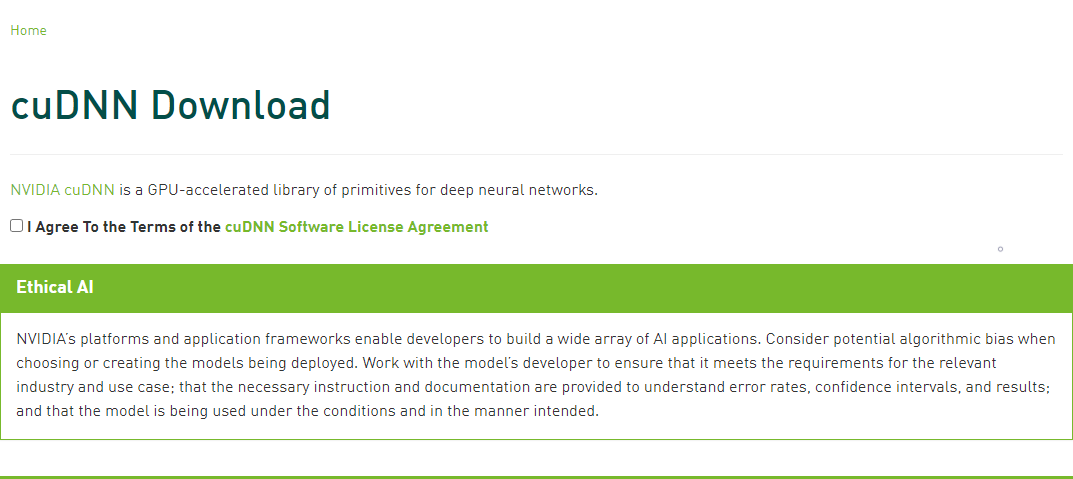 Home
cuDNN Download
NVIDIA cuDNN is a GPU-accelerated library of primitives for deep neural networks.
I Agree To the Terms of the cuDNN Software License Agreement
Ethical AI
NVIDIA’s platforms and application frameworks enable developers to build a wide array of AI applications. Consider potential algorithmic bias when
choosing or creating the models being deployed. Work with the model’s developer to ensure that it meets the requirements for the relevant
industry and use case; that the necessary instruction and documentation are provided to understand error rates, confidence intervals, and results;
and that the model is being used under the conditions and in the manner intended.